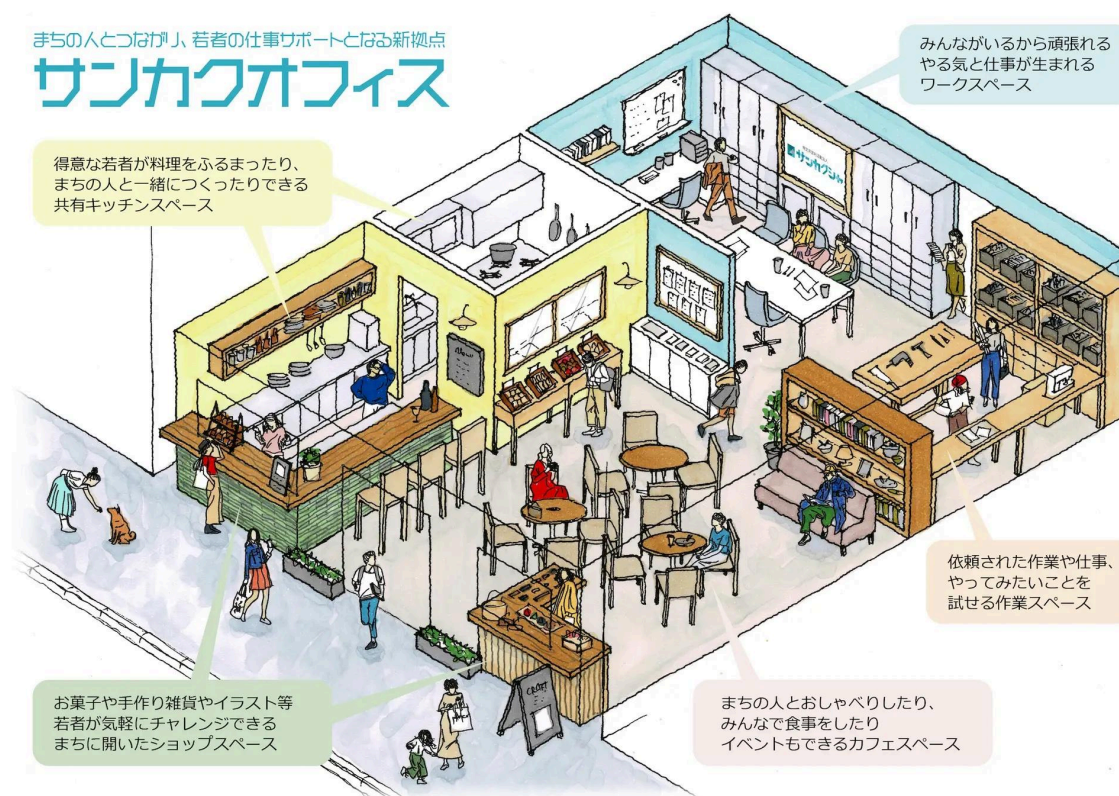 まちの人とつながり、若者の仕事サポートとなる新拠点
サンカクオフィス
みんながいるから頑張れる
やる気と仕事が生まれる
ワークスペース
得意な若者が料理をふるまったり、
まちの人と一緒につくったりできる
共有キッチンスペース
サンカクシャ
Menu
依頼された作業や仕事、
やってみたいことを
試せる作業スペース
お菓子や手作り雑貨やイラスト等
若者が気軽にチャレンジできる
まちに開いたショップスペース
CRAFT
まちの人とおしゃべりしたり、
みんなで食事をしたり
イベントもできるカフェスペース